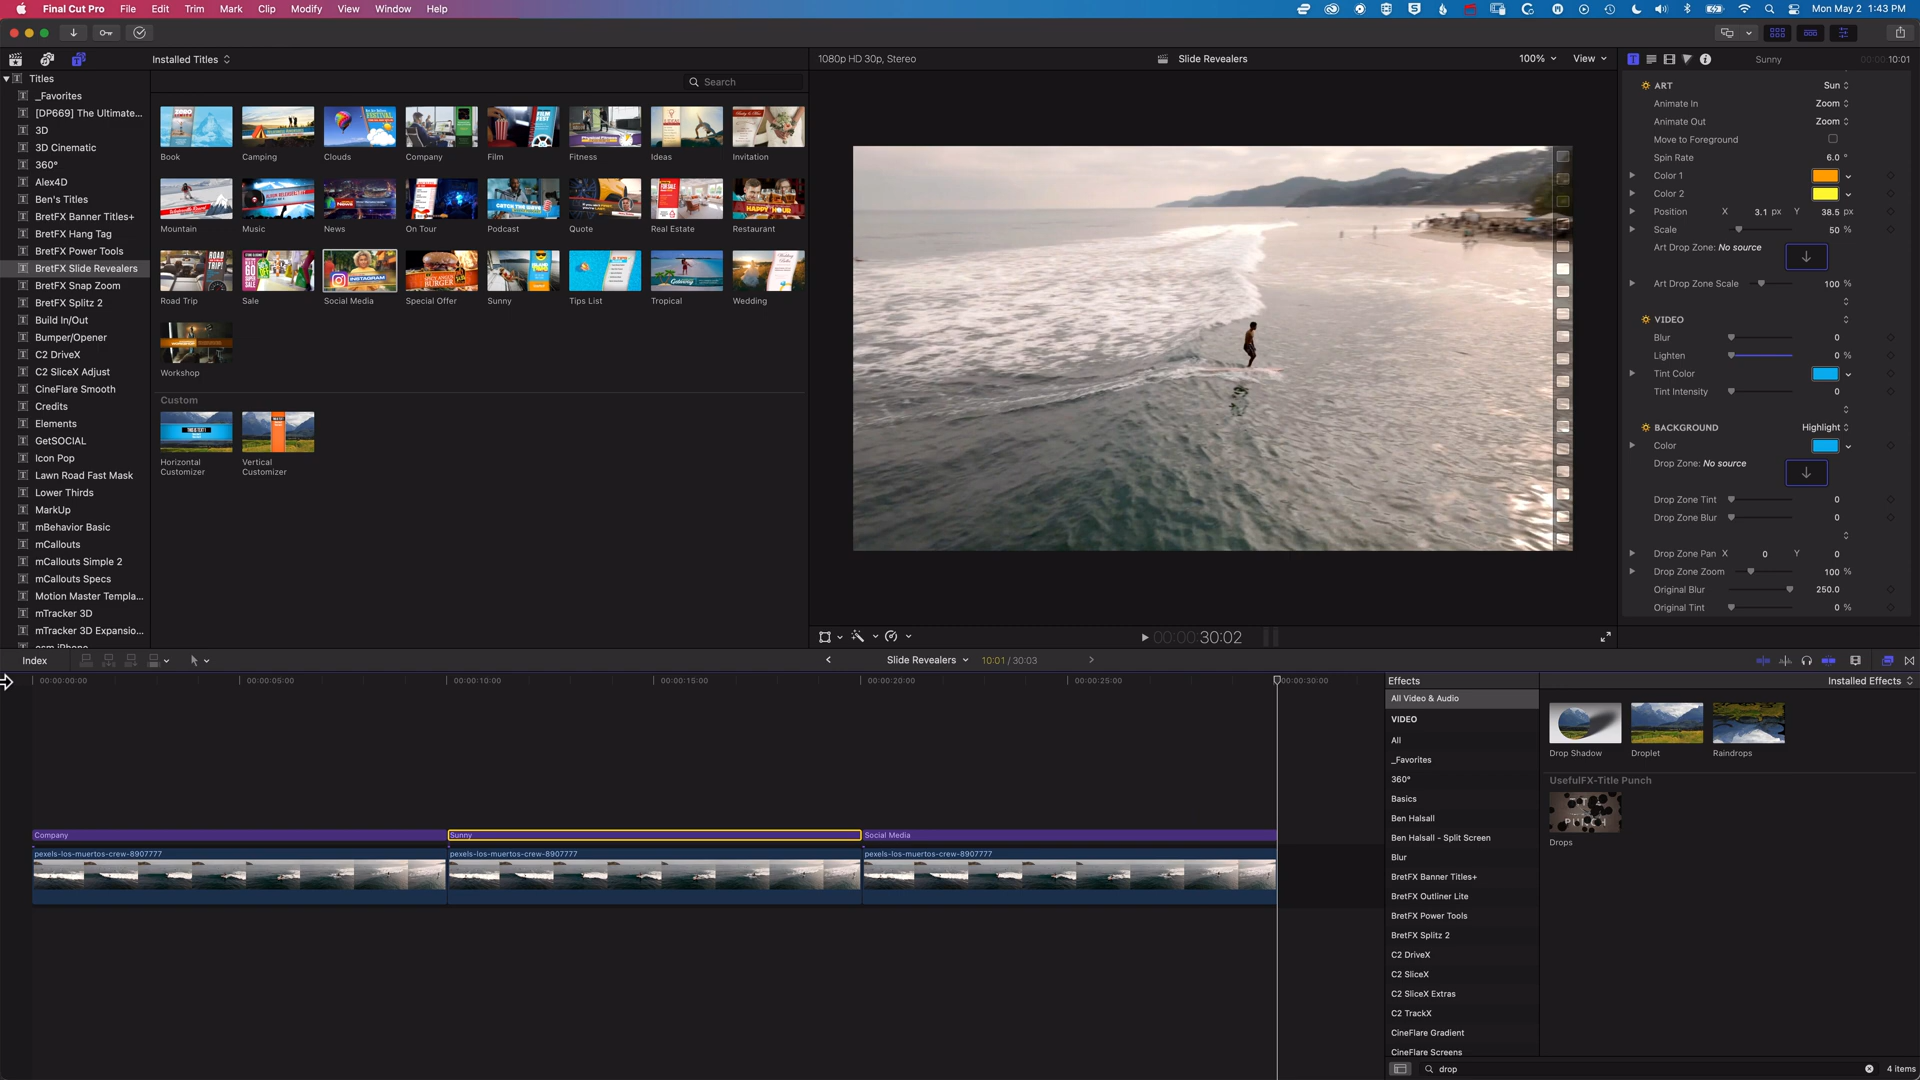 Final Cut Pro File Edit Trim Mark Clip Modify View Window Help Mon May 2 1:43 PM
Installed Titles
1080p HD 30p, Stereo Slide Revealers 100% View
Sunny 00:00:10:01
Search
Titles
_Favorites
[DP669] The Ultimate...
3D
3D Cinematic
360°
Alex4D
Ben's Titles
BretFX Banner Titles+
BretFX Hang Tag
BretFX Power Tools
BretFX Slide Revealers
BretFX Snap Zoom
BretFX Splitz 2
Build In/Out
Bumper/Opener
C2 DriveX
C2 SliceX Adjust
CineFlare Smooth
Credits
Elements
GetSOCIAL
Icon Pop
Lawn Road Fast Mask
Lower Thirds
MarkUp
mBehavior Basic
mCallouts
mCallouts Simple 2
mCallouts Specs
Motion Master Templa...
mTracker 3D
mTracker 3D Expansio...
Book Camping Clouds Company Film Fitness Ideas Invitation
Mountain Music News On Tour Podcast Quote Real Estate Restaurant
Road Trip Sale Social Media Special Offer Sunny Tips List Tropical Wedding
Workshop
Custom
Horizontal Customizer
Vertical Customizer
ART Sun
Animate In Zoom
Animate Out Zoom
Move to Foreground
Spin Rate 6.0 °
Color 1
Color 2
Position X 3.1 px Y 38.5 px
Scale 50 %
Art Drop Zone: No source
Art Drop Zone Scale 100 %
VIDEO
Blur 0
Lighten 0 %
Tint Color
Tint Intensity 0
BACKGROUND Highlight
Color
Drop Zone: No source
Drop Zone Tint 0
Drop Zone Blur 0
Drop Zone Pan X 0 Y 0
Drop Zone Zoom 100 %
Original Blur 250.0
Original Tint 0 %
00:00:30:02
Index Slide Revealers 10:01 / 30:03
00:00:00:00 00:00:05:00 00:00:10:00 00:00:15:00 00:00:20:00 00:00:25:00 00:00:30:00
Company Sunny Social Media
pexels-los-muertos-crew-8907777 pexels-los-muertos-crew-8907777 pexels-los-muertos-crew-8907777
Effects Installed Effects
All Video & Audio
VIDEO
All
_Favorites
360°
Basics
Ben Halsall
Ben Halsall - Split Screen
Blur
BretFX Banner Titles+
BretFX Outliner Lite
BretFX Power Tools
BretFX Splitz 2
C2 DriveX
C2 SliceX
C2 SliceX Extras
C2 TrackX
CineFlare Gradient
CineFlare Screens
Drop Shadow Droplet Raindrops
UsefulFX-Title Punch
Drops
drop 4 items